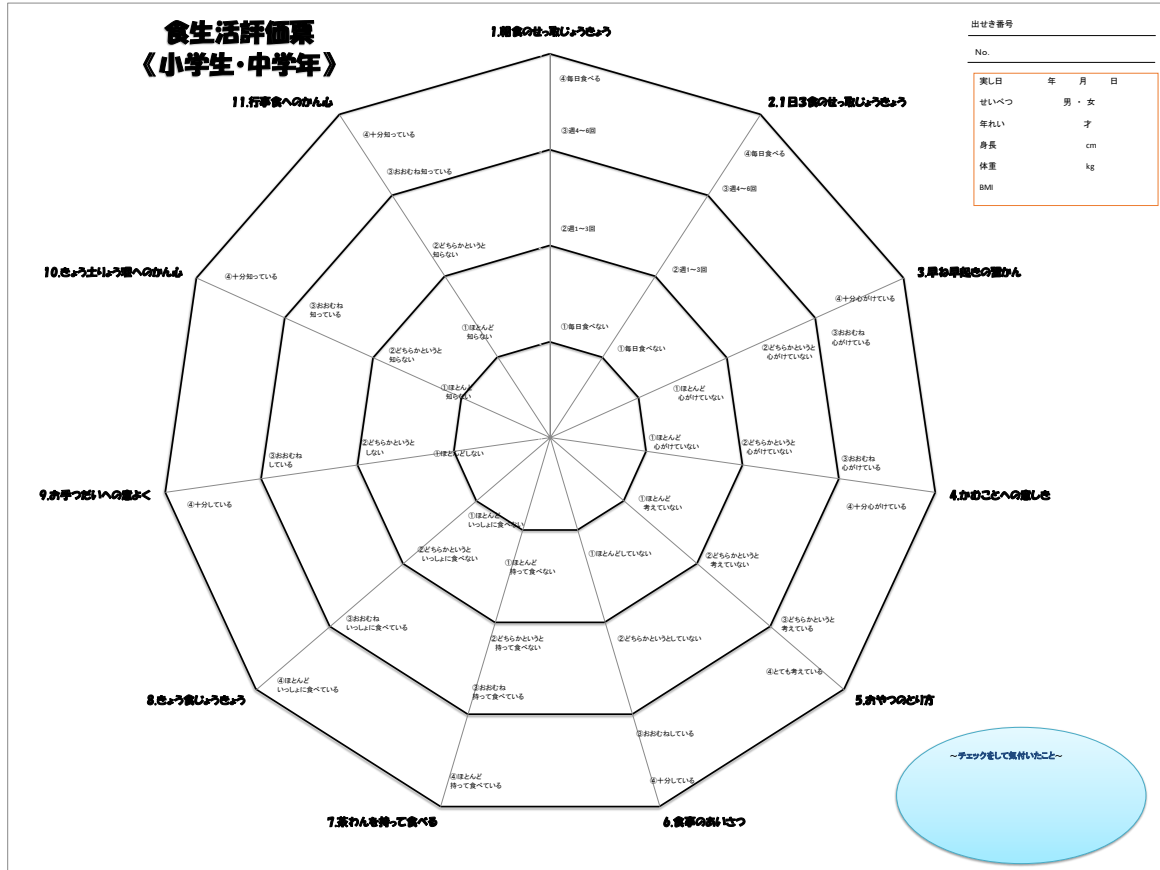 食生活評価票
《小学生・中学年》
出せき番号
No.
実し日 年 月 日
せいべつ 男 ・ 女
年れい 才
身長 cm
体重 kg
BMI
1.朝食のせっ取じょうきょう
④毎日食べる
③週4～6回
②週1～3回
①毎日食べない
2.1日3食のせっ取じょうきょう
④毎日食べる
③週4～6回
②週1～3回
①毎日食べない
3.早ね早起きの習かん
④十分心がけている
③おおむね
心がけている
②どちらかというと
心がけていない
①ほとんど
心がけていない
4.かむことへの意しき
④十分心がけている
③おおむね
心がけている
②どちらかというと
心がけていない
①ほとんど
心がけていない
5.おやつのとり方
④とても考えている
③どちらかというと
考えている
②どちらかというと
考えていない
①ほとんど
考えていない
6.食事のあいさつ
④十分している
③おおむねしている
②どちらかというとしていない
①ほとんどしていない
7.茶わんを持って食べる
④ほとんど
持って食べている
③おおむね
持って食べている
②どちらかというと
持って食べない
①ほとんど
持って食べない
8.きょう食じょうきょう
④ほとんど
いっしょに食べている
③おおむね
いっしょに食べている
②どちらかというと
いっしょに食べない
①ほとんど
いっしょに食べない
9.お手つだいへの意よく
④十分している
③おおむね
している
②どちらかというと
しない
①ほとんどしない
10.きょう土りょう理へのかん心
④十分知っている
③おおむね
知っている
②どちらかというと
知らない
①ほとんど
知らない
11.行事食へのかん心
④十分知っている
③おおむね知っている
②どちらかというと
知らない
①ほとんど
知らない
～チェックをして気付いたこと～